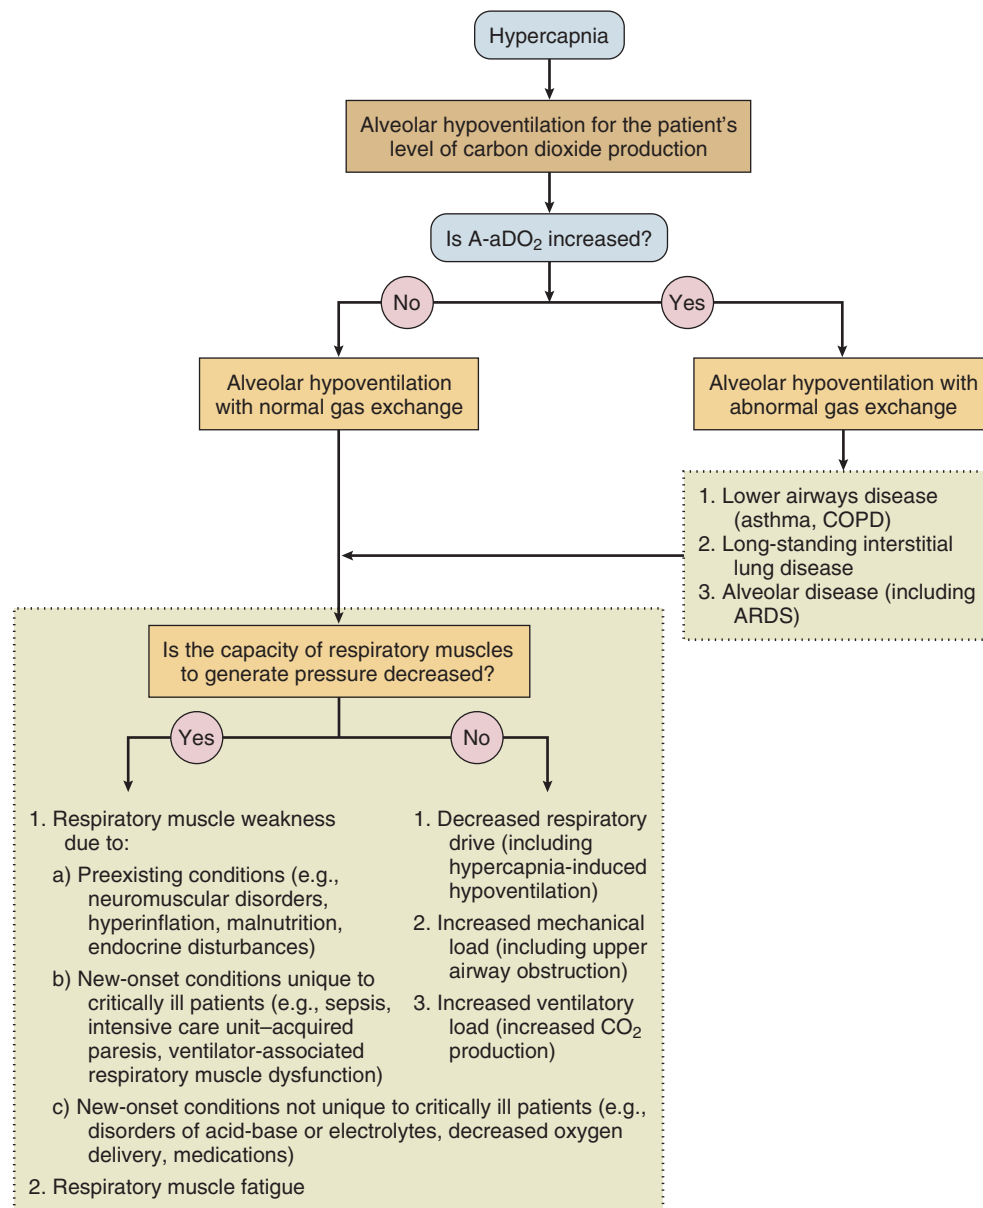 Hypercapnia
Alveolar hypoventilation for the patient's
level of carbon dioxide production
Is A-aDO₂ increased?
No
Yes
Alveolar hypoventilation
with normal gas exchange
Alveolar hypoventilation with
abnormal gas exchange
1. Lower airways disease
(asthma, COPD)
2. Long-standing interstitial
lung disease
3. Alveolar disease (including
ARDS)
Is the capacity of respiratory muscles
to generate pressure decreased?
Yes
No
1. Respiratory muscle weakness
due to:
a) Preexisting conditions (e.g.,
neuromuscular disorders,
hyperinflation, malnutrition,
endocrine disturbances)
b) New-onset conditions unique to
critically ill patients (e.g., sepsis,
intensive care unit–acquired
paresis, ventilator-associated
respiratory muscle dysfunction)
c) New-onset conditions not unique to critically ill patients (e.g.,
disorders of acid-base or electrolytes, decreased oxygen
delivery, medications)
2. Respiratory muscle fatigue
1. Decreased respiratory
drive (including
hypercapnia-induced
hypoventilation)
2. Increased mechanical
load (including upper
airway obstruction)
3. Increased ventilatory
load (increased CO₂
production)